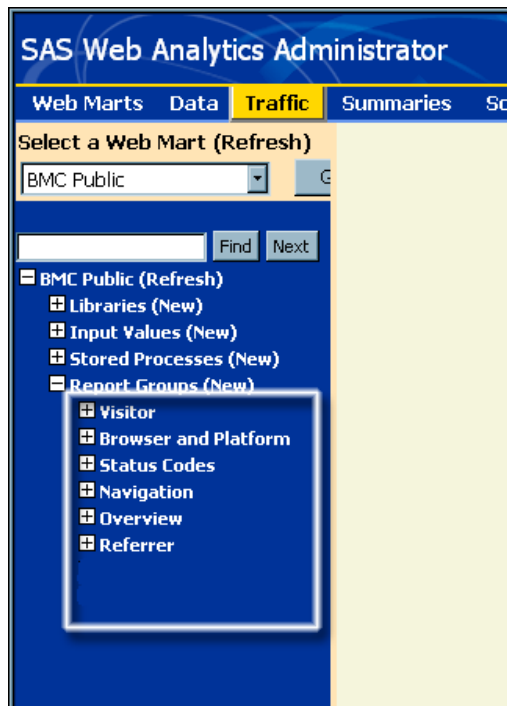 SAS Web Analytics Administrator
Web Marts Data Traffic Summaries
Select a Web Mart (Refresh)
BMC Public
Find Next
BMC Public (Refresh)
Libraries (New)
Input Values (New)
Stored Processes (New)
Report Groups (New)
Visitor
Browser and Platform
Status Codes
Navigation
Overview
Referrer